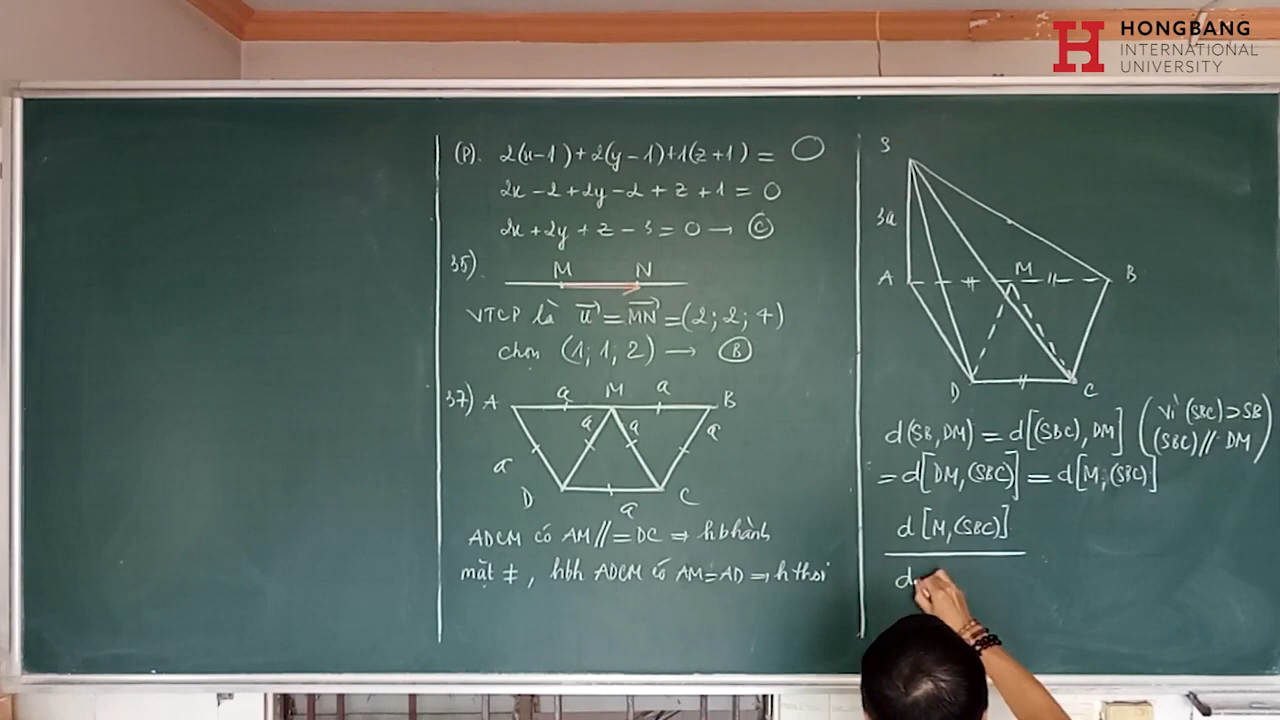 HONGBANG
INTERNATIONAL
UNIVERSITY
(P). 2(x-1)+2(y-1)+1(z+1) = 0
2x-2+2y-2+z+1=0
2x+2y+z-3=0 → Ⓒ
35).
M N
VTCP là u⃗ = MN⃗ = (2; 2; 4)
chọn (1; 1; 2) → Ⓑ
37) A a M a B
a a a a
D a C
ADCM có AM//=DC ⇒ hbhành
mặt ≠, hbh ADCM có AM=AD ⇒ h thoi
S
3a
A M B
D C
d(SB,DM) = d[(SBC),DM] (vì (SBC)⊃SB
(SBC)//DM)
= d[DM,(SBC)] = d[M,(SBC)]
d[M,(SBC)]
d